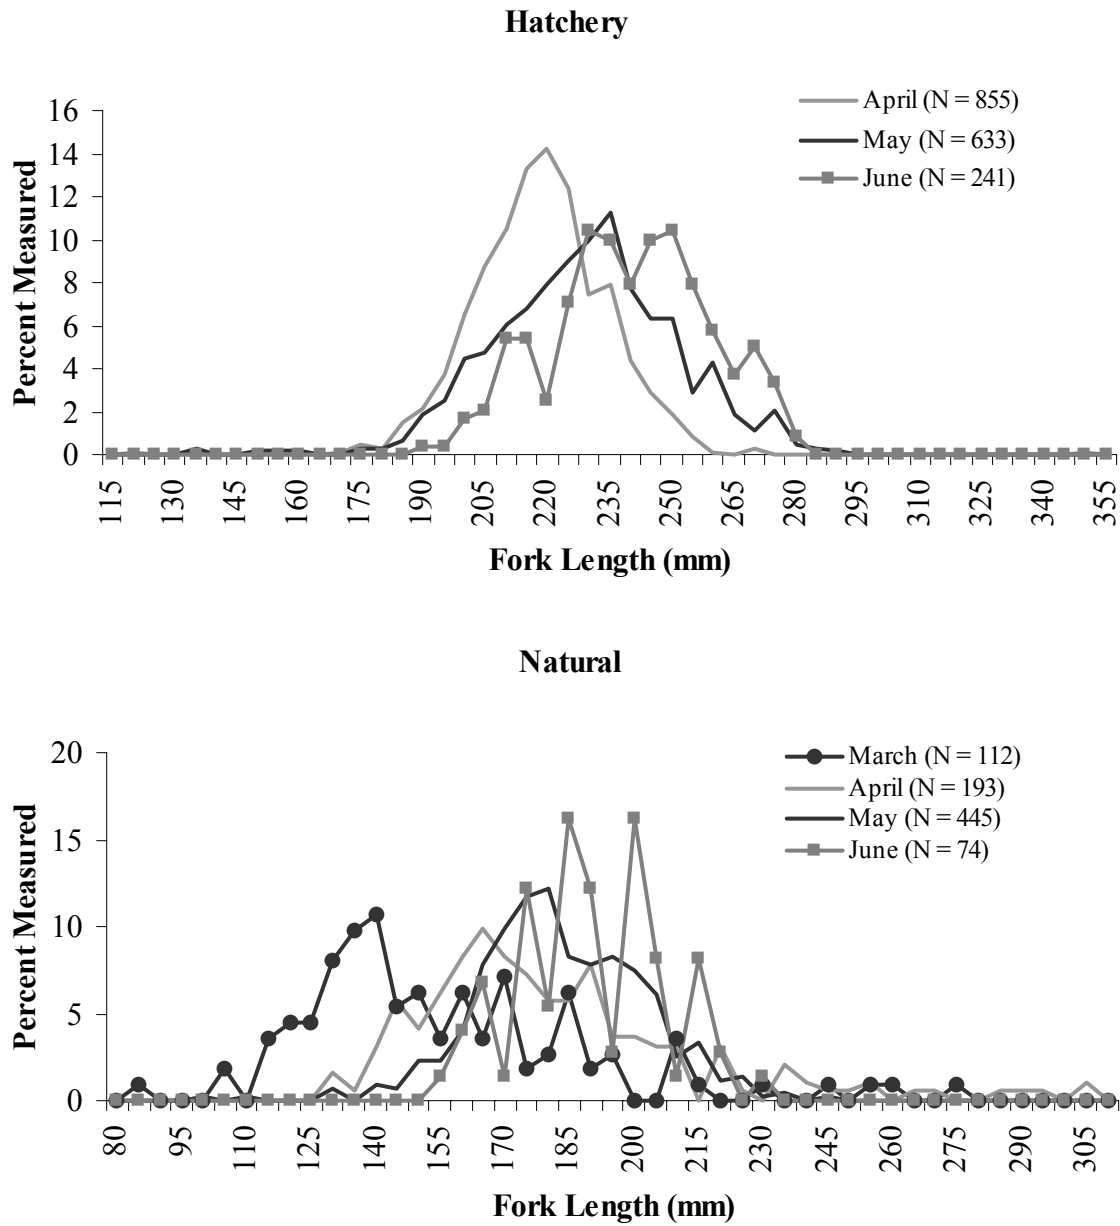 Hatchery
16
14
12
10
8
6
4
2
0
Percent Measured
April (N = 855)
May (N = 633)
June (N = 241)
115 130 145 160 175 190 205 220 235 250 265 280 295 310 325 340 355
Fork Length (mm)
Natural
20
15
10
5
0
Percent Measured
March (N = 112)
April (N = 193)
May (N = 445)
June (N = 74)
80 95 110 125 140 155 170 185 200 215 230 245 260 275 290 305
Fork Length (mm)